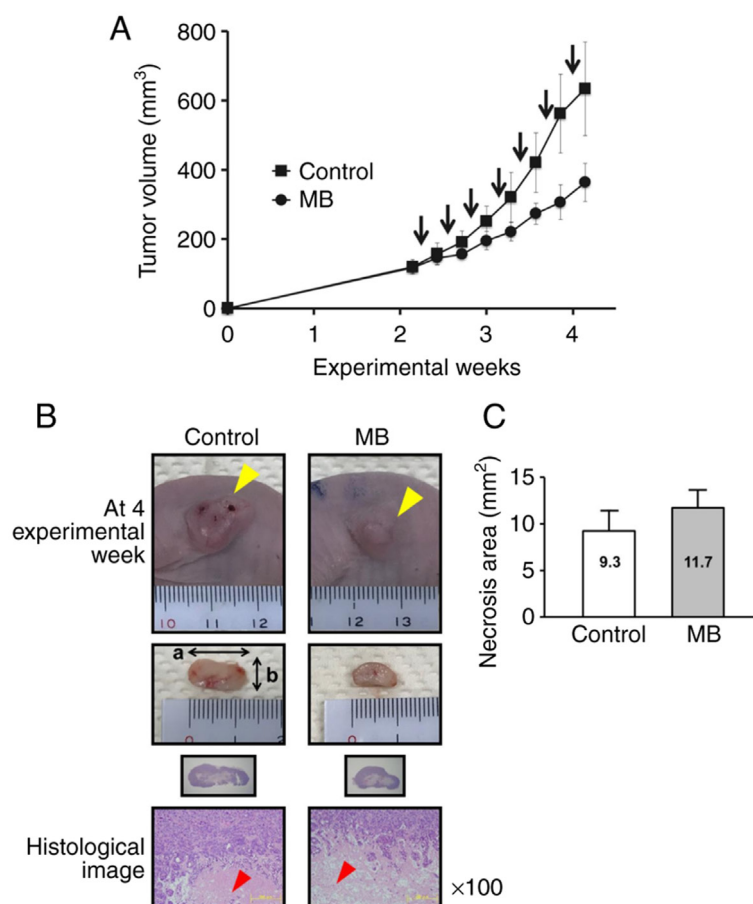 A
Tumor volume (mm³)
800
600
400
200
0
Control
MB
0 1 2 3 4
Experimental weeks
B
Control MB
At 4
experimental
week
10 11 12
11 12 13
a
b
0 1 2
0 1
Histological
image
×100
C
Necrosis area (mm²)
15
10
5
0
9.3 11.7
Control MB